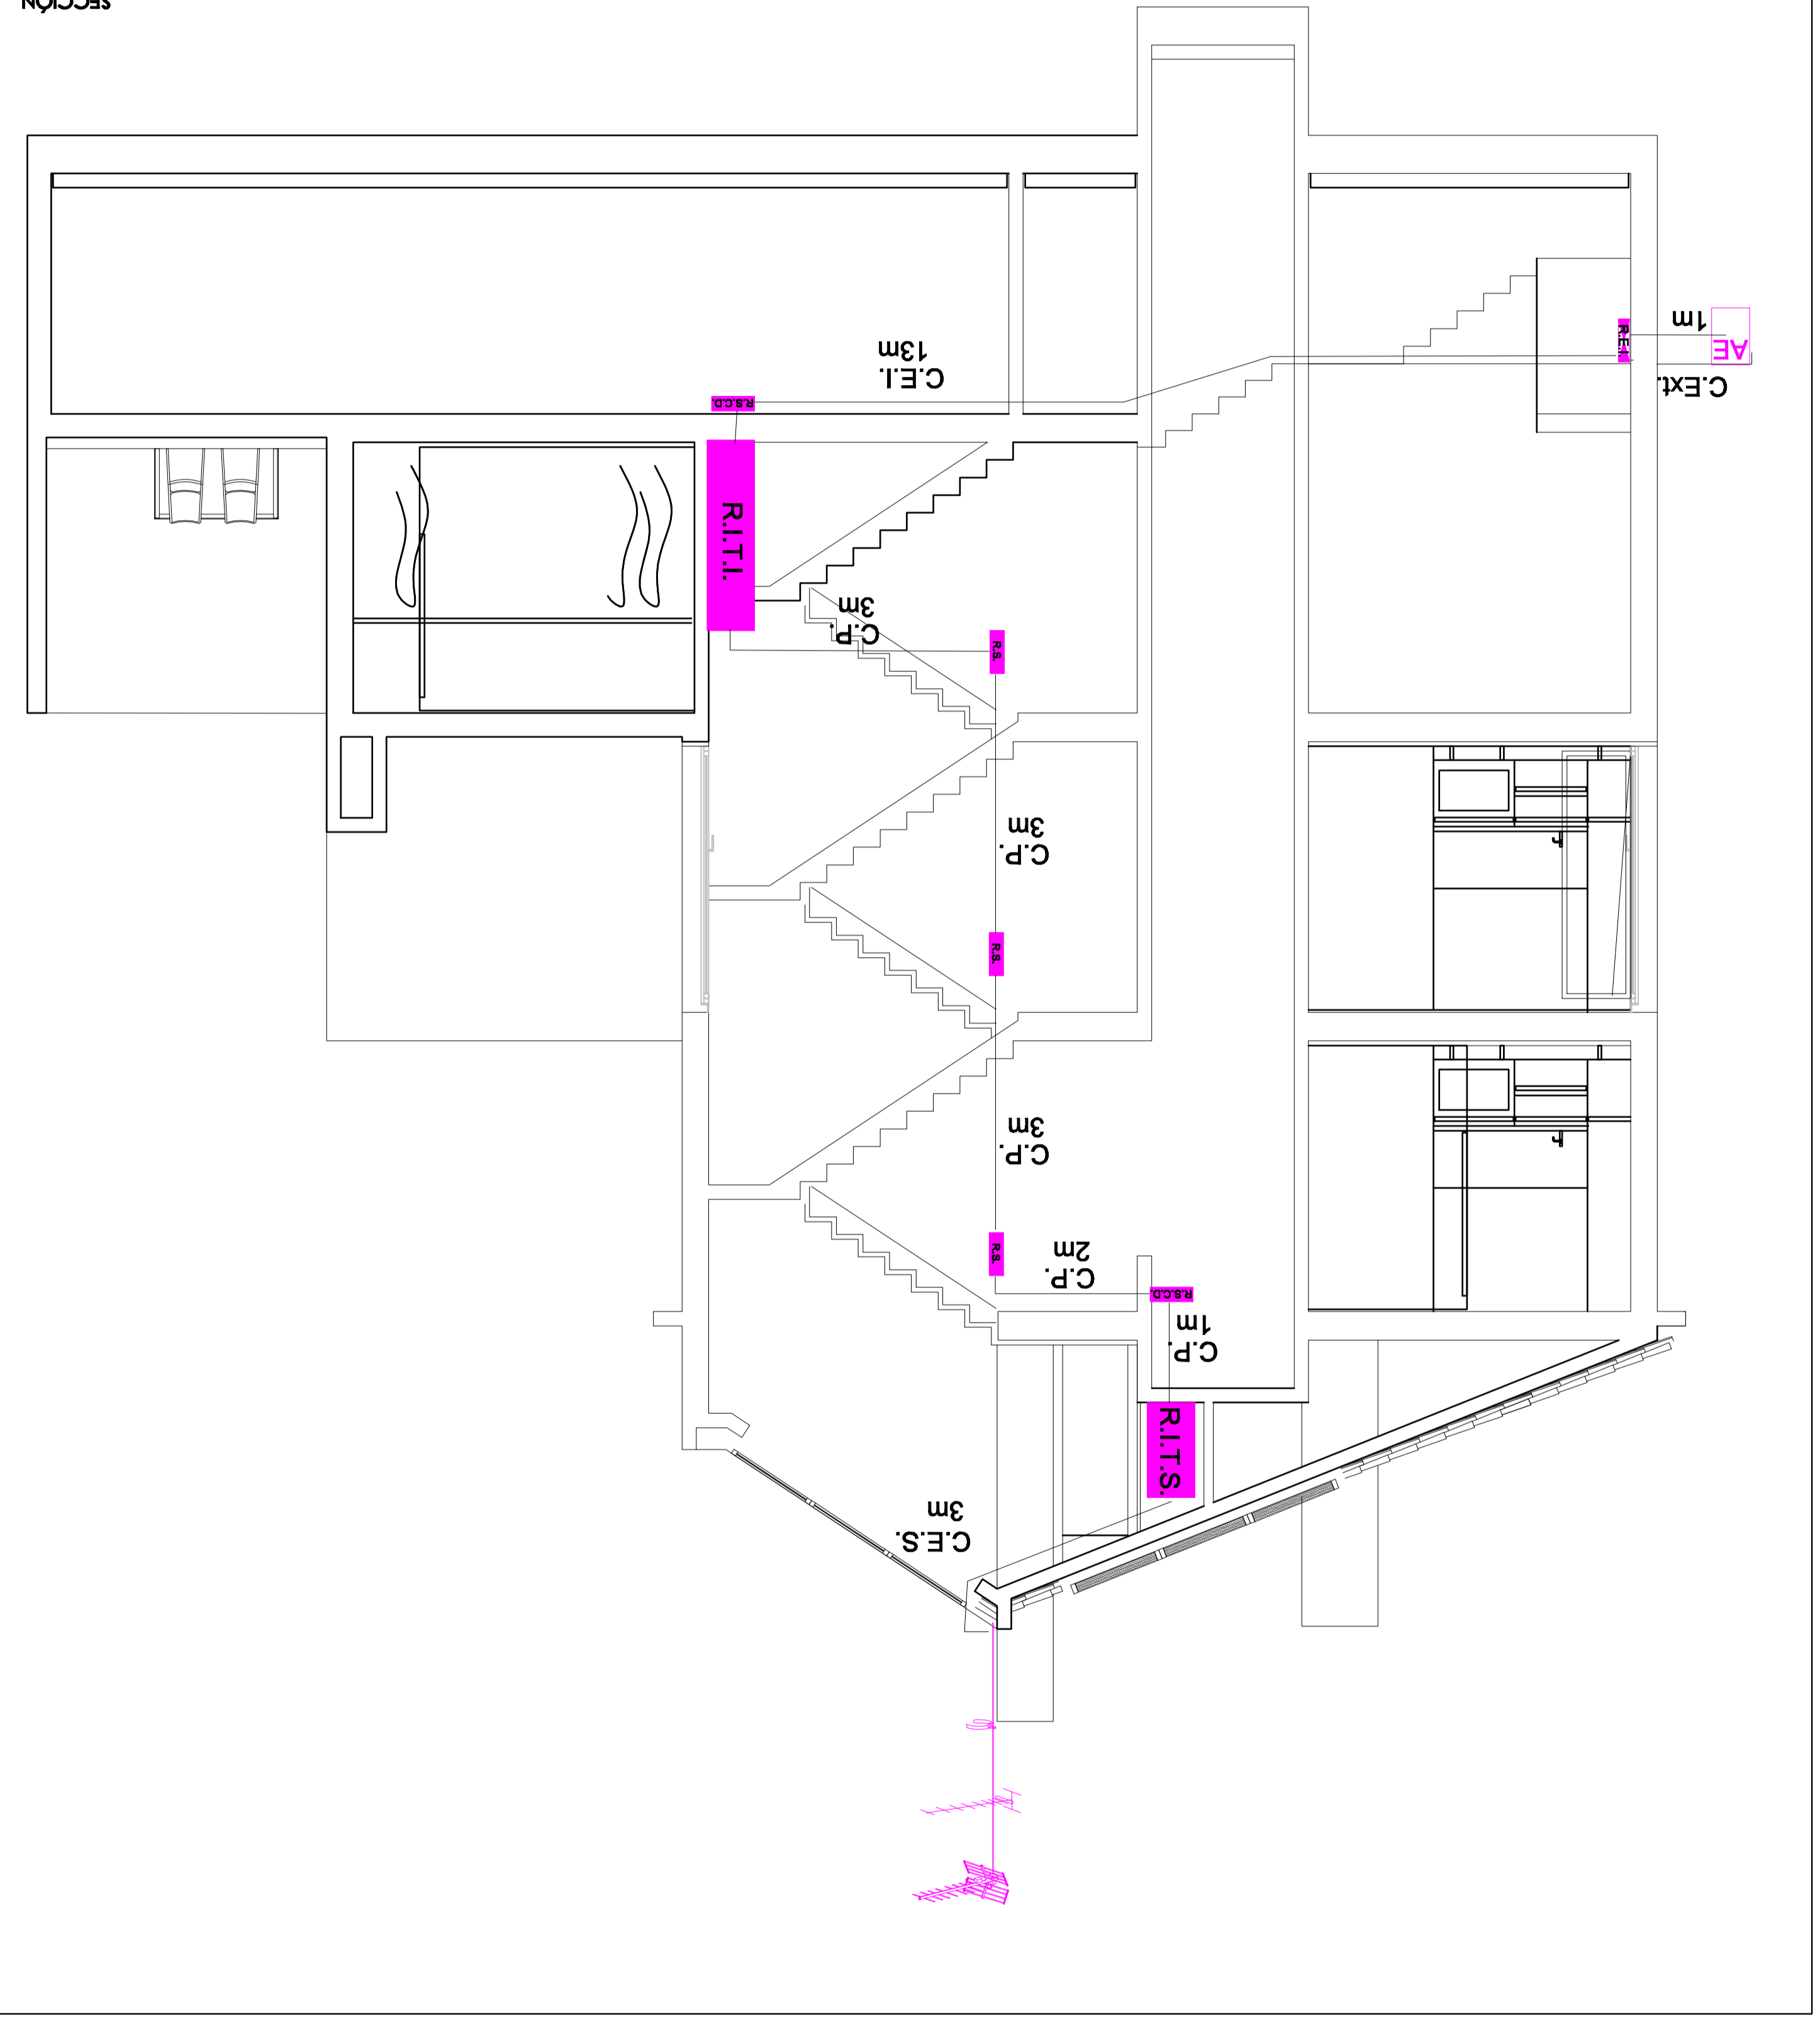 C.E.S.
3m
R.I.T.S.
C.P.
1m
R.S.C.D.
C.P.
2m
R.S.
C.P.
3m
R.S.
C.P.
3m
R.S.
C.P.
3m
R.I.T.I.
R.S.C.D.
C.E.I.
13m
C.Ext.
1m
AE
R.E.I.
SECCIÓN